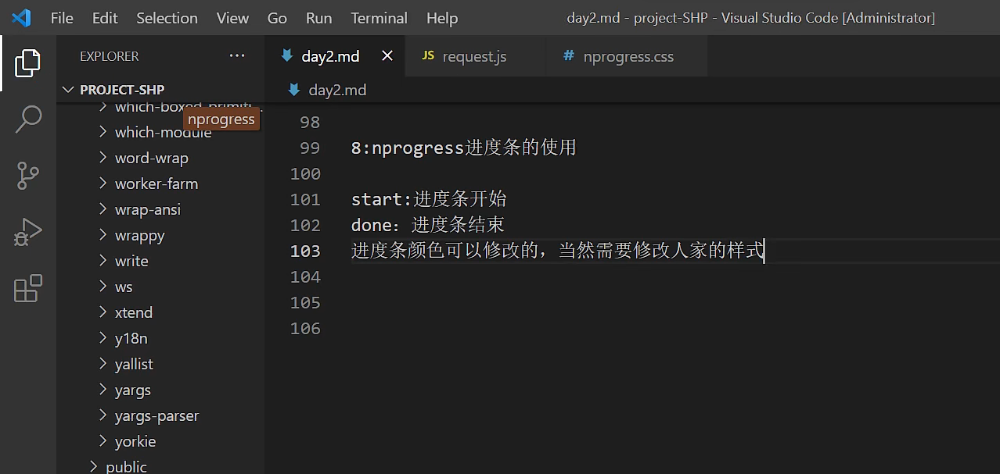 File Edit Selection View Go Run Terminal Help day2.md - project-SHP - Visual Studio Code [Administrator]
EXPLORER ···
day2.md
JS request.js
# nprogress.css
PROJECT-SHP
day2.md
which-boxed-primiti...
nprogress
which-module
word-wrap
worker-farm
wrap-ansi
wrappy
write
ws
xtend
y18n
yallist
yargs
yargs-parser
yorkie
public
98
99 8:nprogress进度条的使用
100
101 start:进度条开始
102 done：进度条结束
103 进度条颜色可以修改的，当然需要修改人家的样式
104
105
106